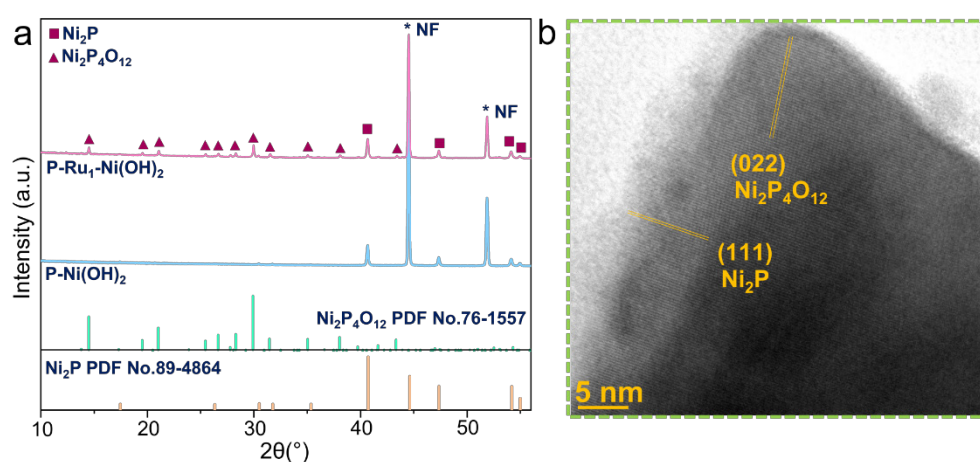 a
■ Ni₂P
▲ Ni₂P₄O₁₂
* NF
* NF
P-Ru₁-Ni(OH)₂
P-Ni(OH)₂
Ni₂P₄O₁₂ PDF No.76-1557
Ni₂P PDF No.89-4864
Intensity (a.u.)
10 20 30 40 50
2θ(°)
b
(022)
Ni₂P₄O₁₂
(111)
Ni₂P
5 nm